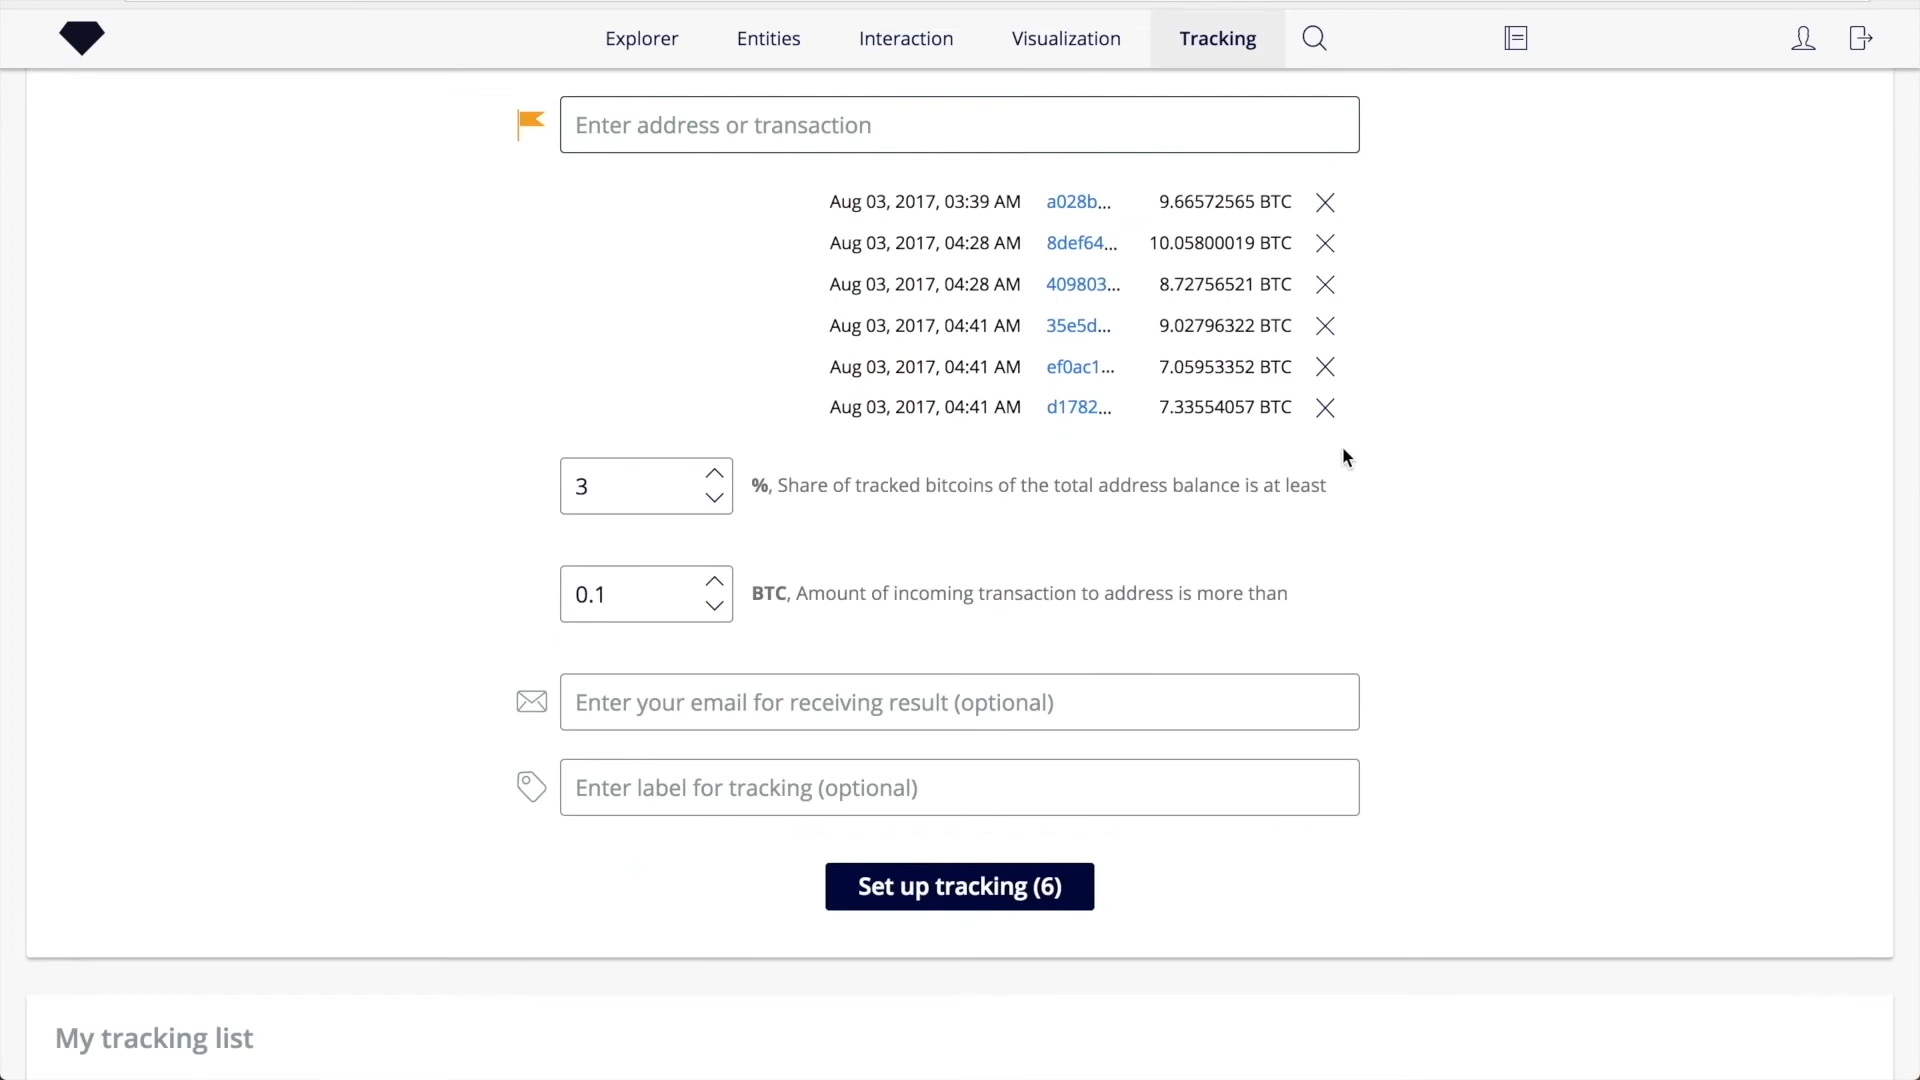 Explorer Entities Interaction Visualization Tracking
Enter address or transaction
Aug 03, 2017, 03:39 AM a028b... 9.66572565 BTC
Aug 03, 2017, 04:28 AM 8def64... 10.05800019 BTC
Aug 03, 2017, 04:28 AM 409803... 8.72756521 BTC
Aug 03, 2017, 04:41 AM 35e5d... 9.02796322 BTC
Aug 03, 2017, 04:41 AM ef0ac1... 7.05953352 BTC
Aug 03, 2017, 04:41 AM d1782... 7.33554057 BTC
3 %, Share of tracked bitcoins of the total address balance is at least
0.1 BTC, Amount of incoming transaction to address is more than
Enter your email for receiving result (optional)
Enter label for tracking (optional)
Set up tracking (6)
My tracking list